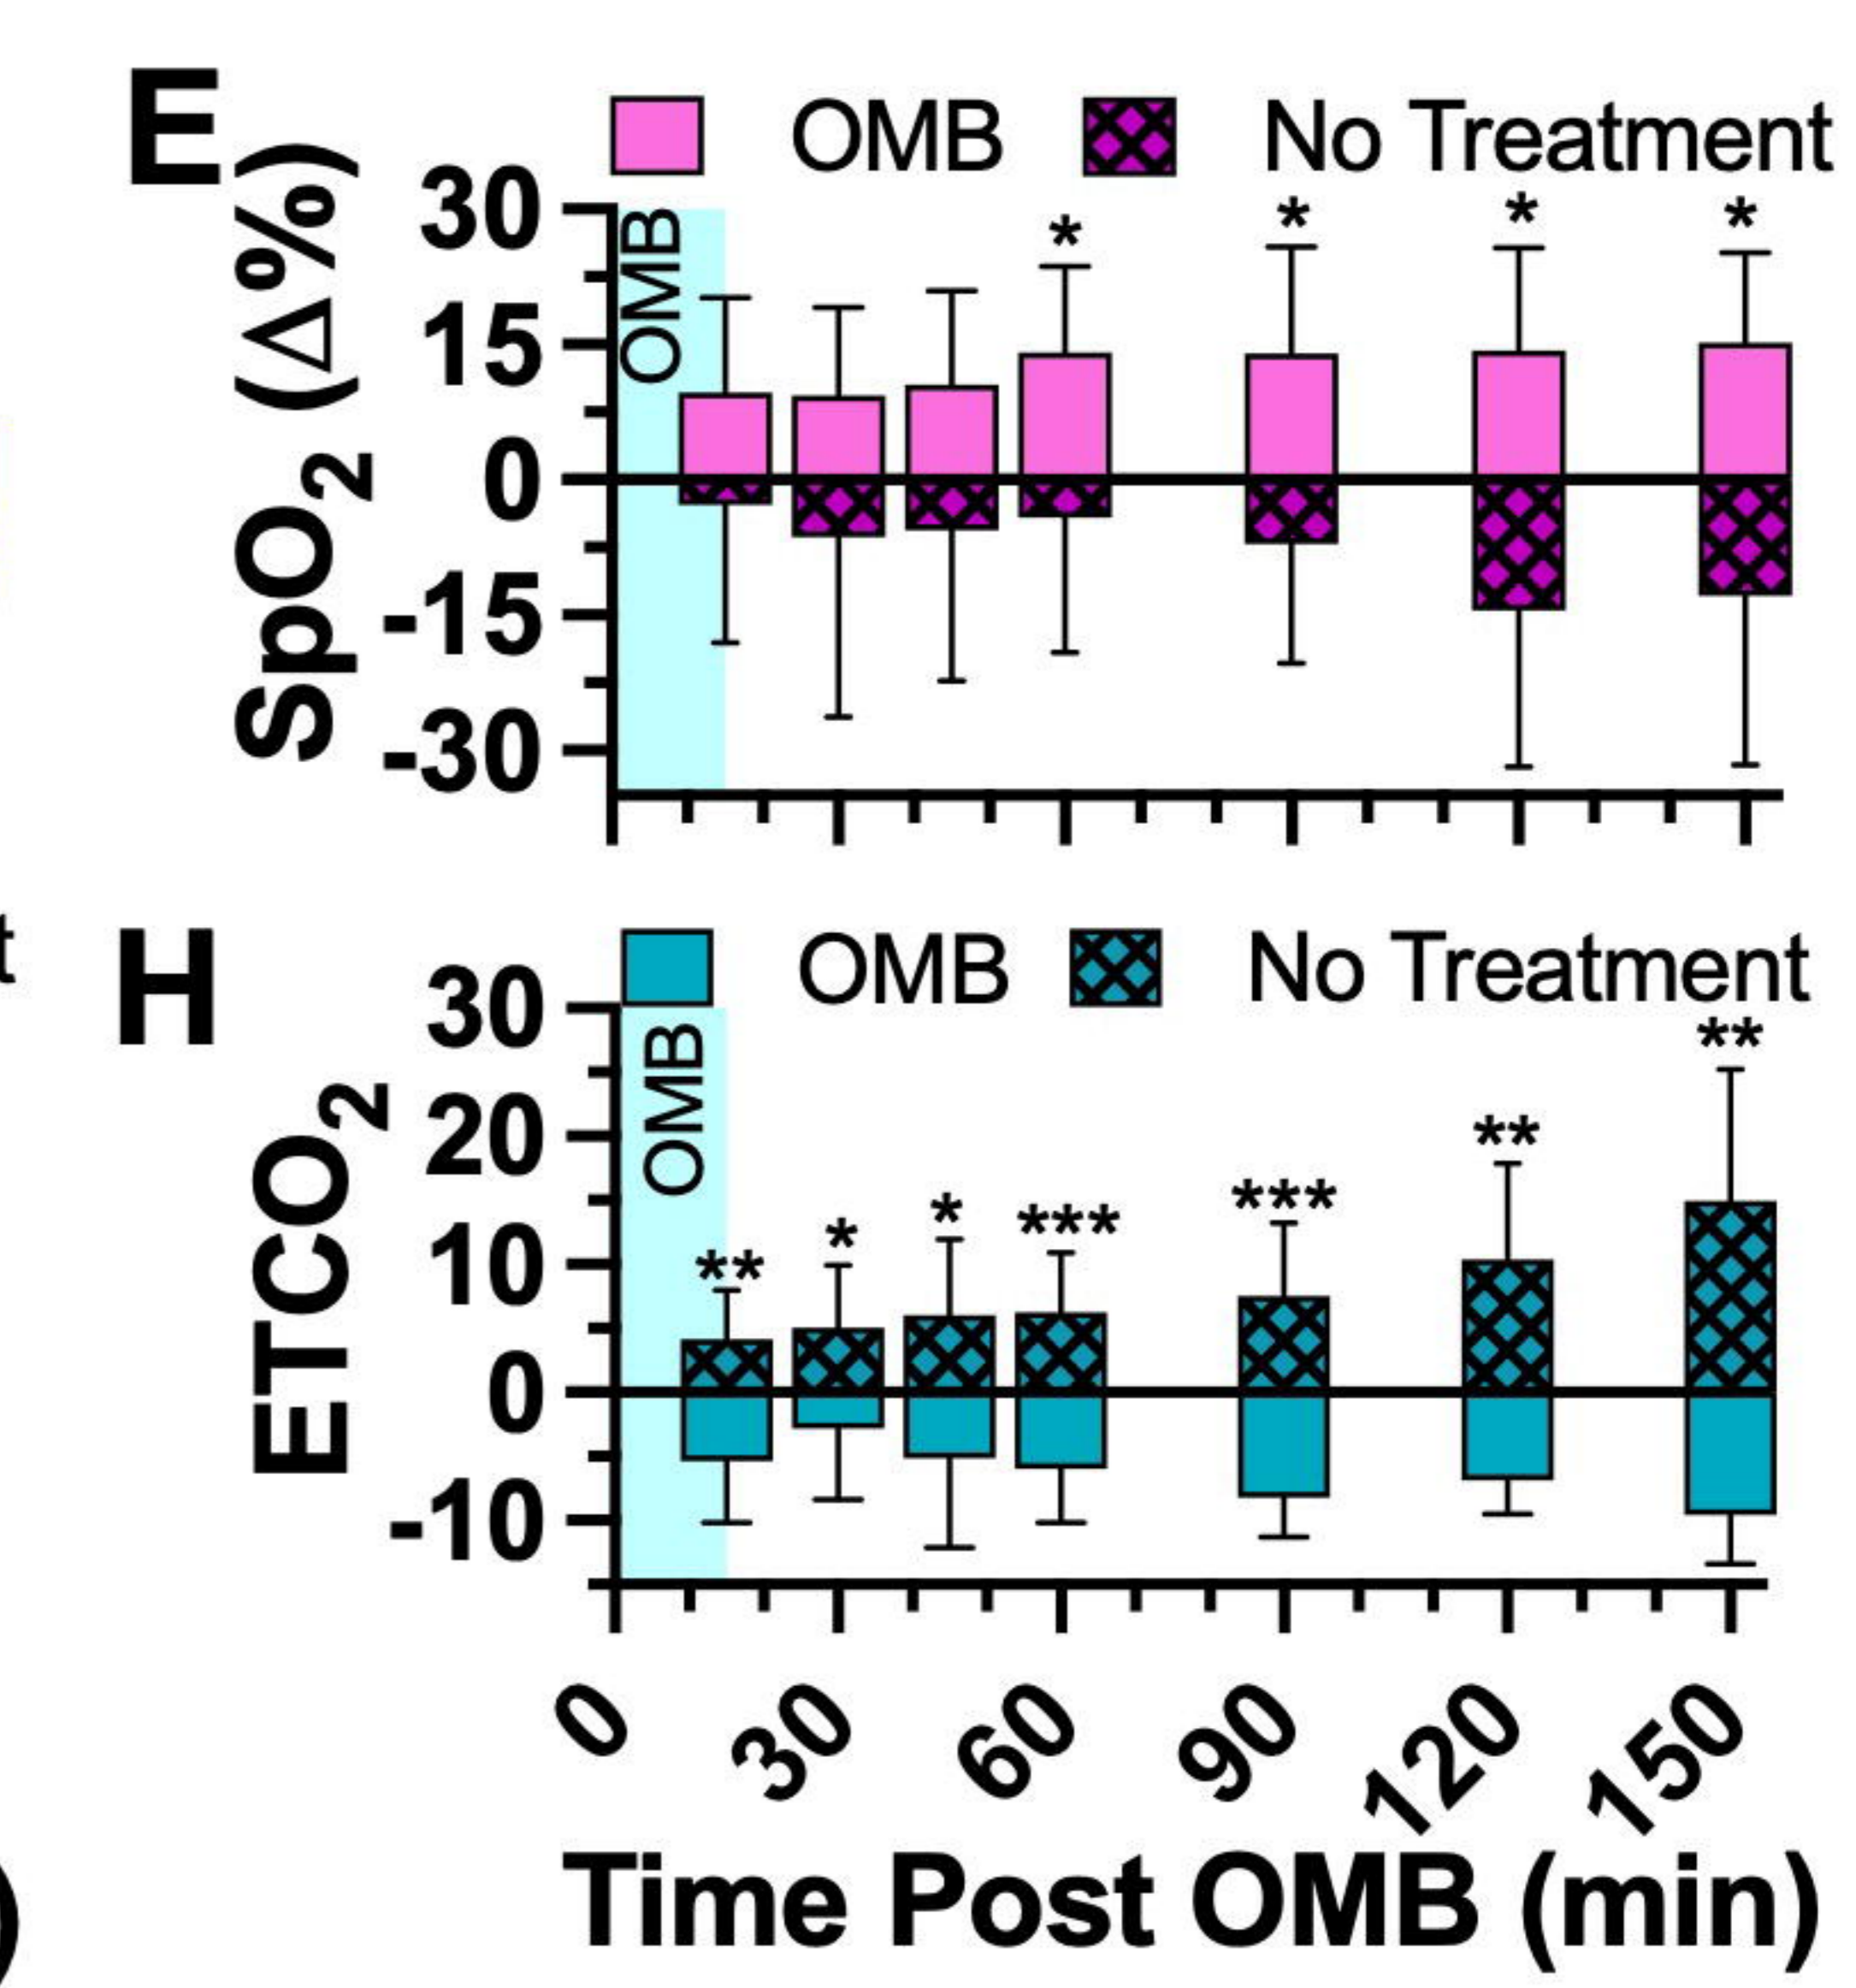 E
OMB No Treatment
SpO2 (Δ%)
30
15
0
-15
-30
OMB
* * * *
t
H
OMB No Treatment
ETCO2
30
20
10
0
-10
OMB
** * * *** *** ** **
0 30 60 90 120 150
Time Post OMB (min)
)